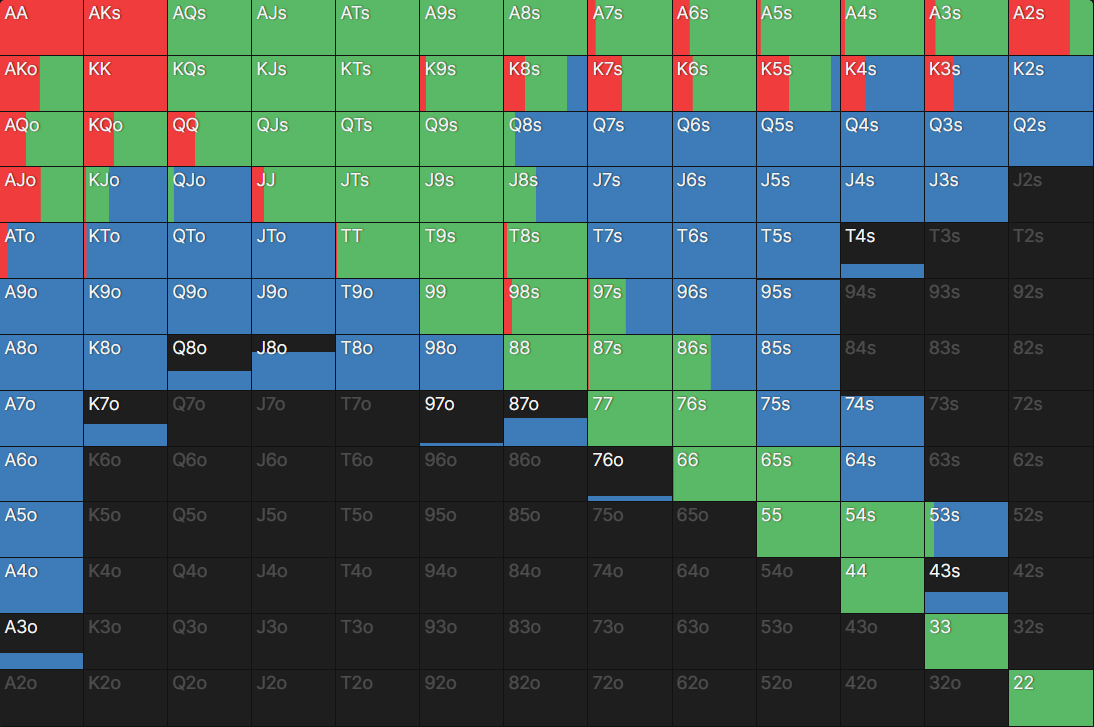 AA AKs AQs AJs ATs A9s A8s A7s A6s A5s A4s A3s A2s
AKo KK KQs KJs KTs K9s K8s K7s K6s K5s K4s K3s K2s
AQo KQo QQ QJs QTs Q9s Q8s Q7s Q6s Q5s Q4s Q3s Q2s
AJo KJo QJo JJ JTs J9s J8s J7s J6s J5s J4s J3s J2s
ATo KTo QTo JTo TT T9s T8s T7s T6s T5s T4s T3s T2s
A9o K9o Q9o J9o T9o 99 98s 97s 96s 95s 94s 93s 92s
A8o K8o Q8o J8o T8o 98o 88 87s 86s 85s 84s 83s 82s
A7o K7o Q7o J7o T7o 97o 87o 77 76s 75s 74s 73s 72s
A6o K6o Q6o J6o T6o 96o 86o 76o 66 65s 64s 63s 62s
A5o K5o Q5o J5o T5o 95o 85o 75o 65o 55 54s 53s 52s
A4o K4o Q4o J4o T4o 94o 84o 74o 64o 54o 44 43s 42s
A3o K3o Q3o J3o T3o 93o 83o 73o 63o 53o 43o 33 32s
A2o K2o Q2o J2o T2o 92o 82o 72o 62o 52o 42o 32o 22